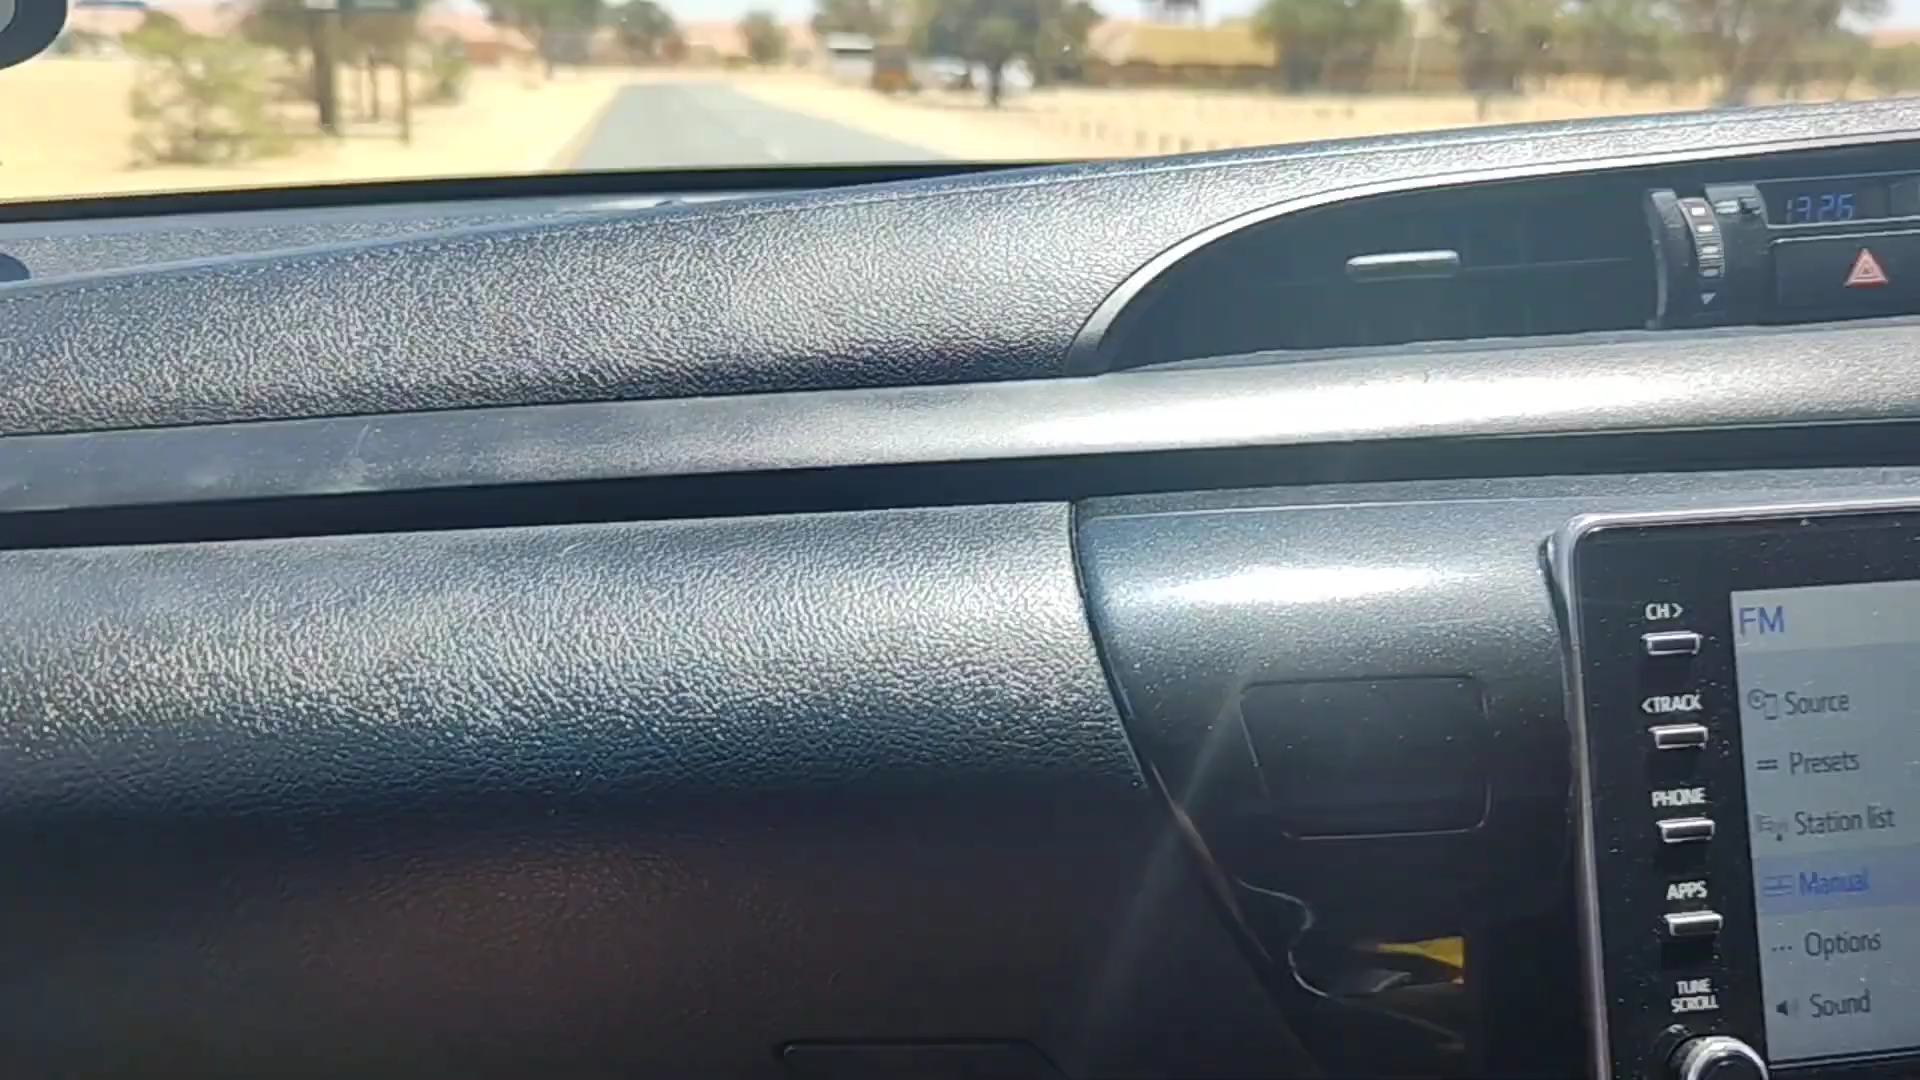 13:26
CH>
FM
<TRACK
Source
Presets
PHONE
Station list
APPS
Manual
Options
TUNE
SCROLL
Sound